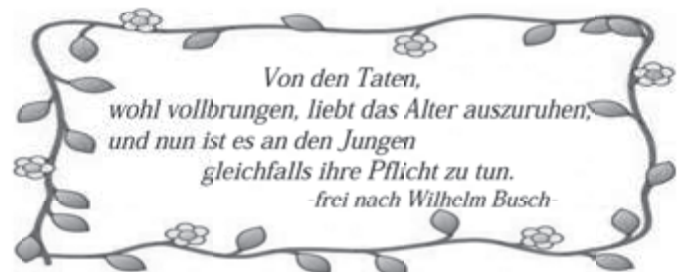 Von den Taten,
wohl vollbrungen, liebt das Alter auszuruhen,
und nun ist es an den Jungen
gleichfalls ihre Pflicht zu tun.
-frei nach Wilhelm Busch-